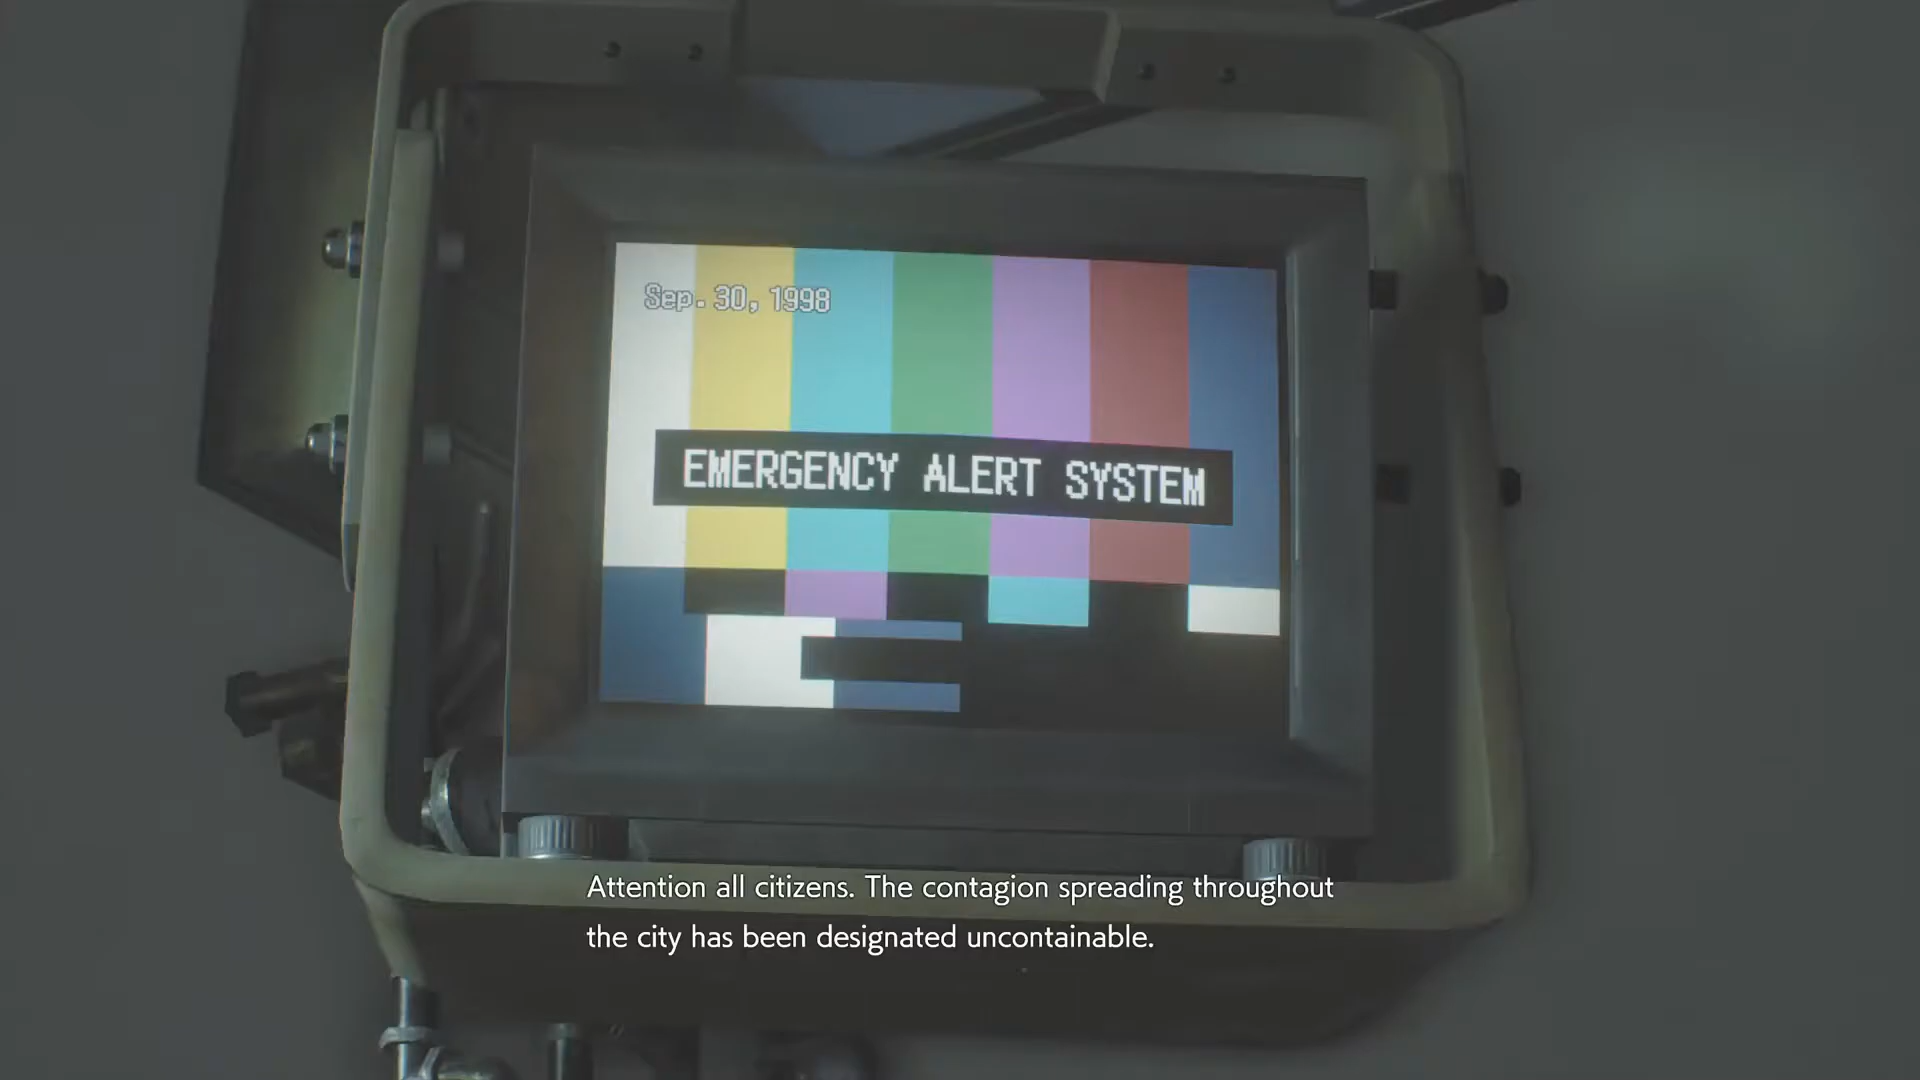 Sep. 30, 1998
EMERGENCY ALERT SYSTEM
Attention all citizens. The contagion spreading throughout
the city has been designated uncontainable.